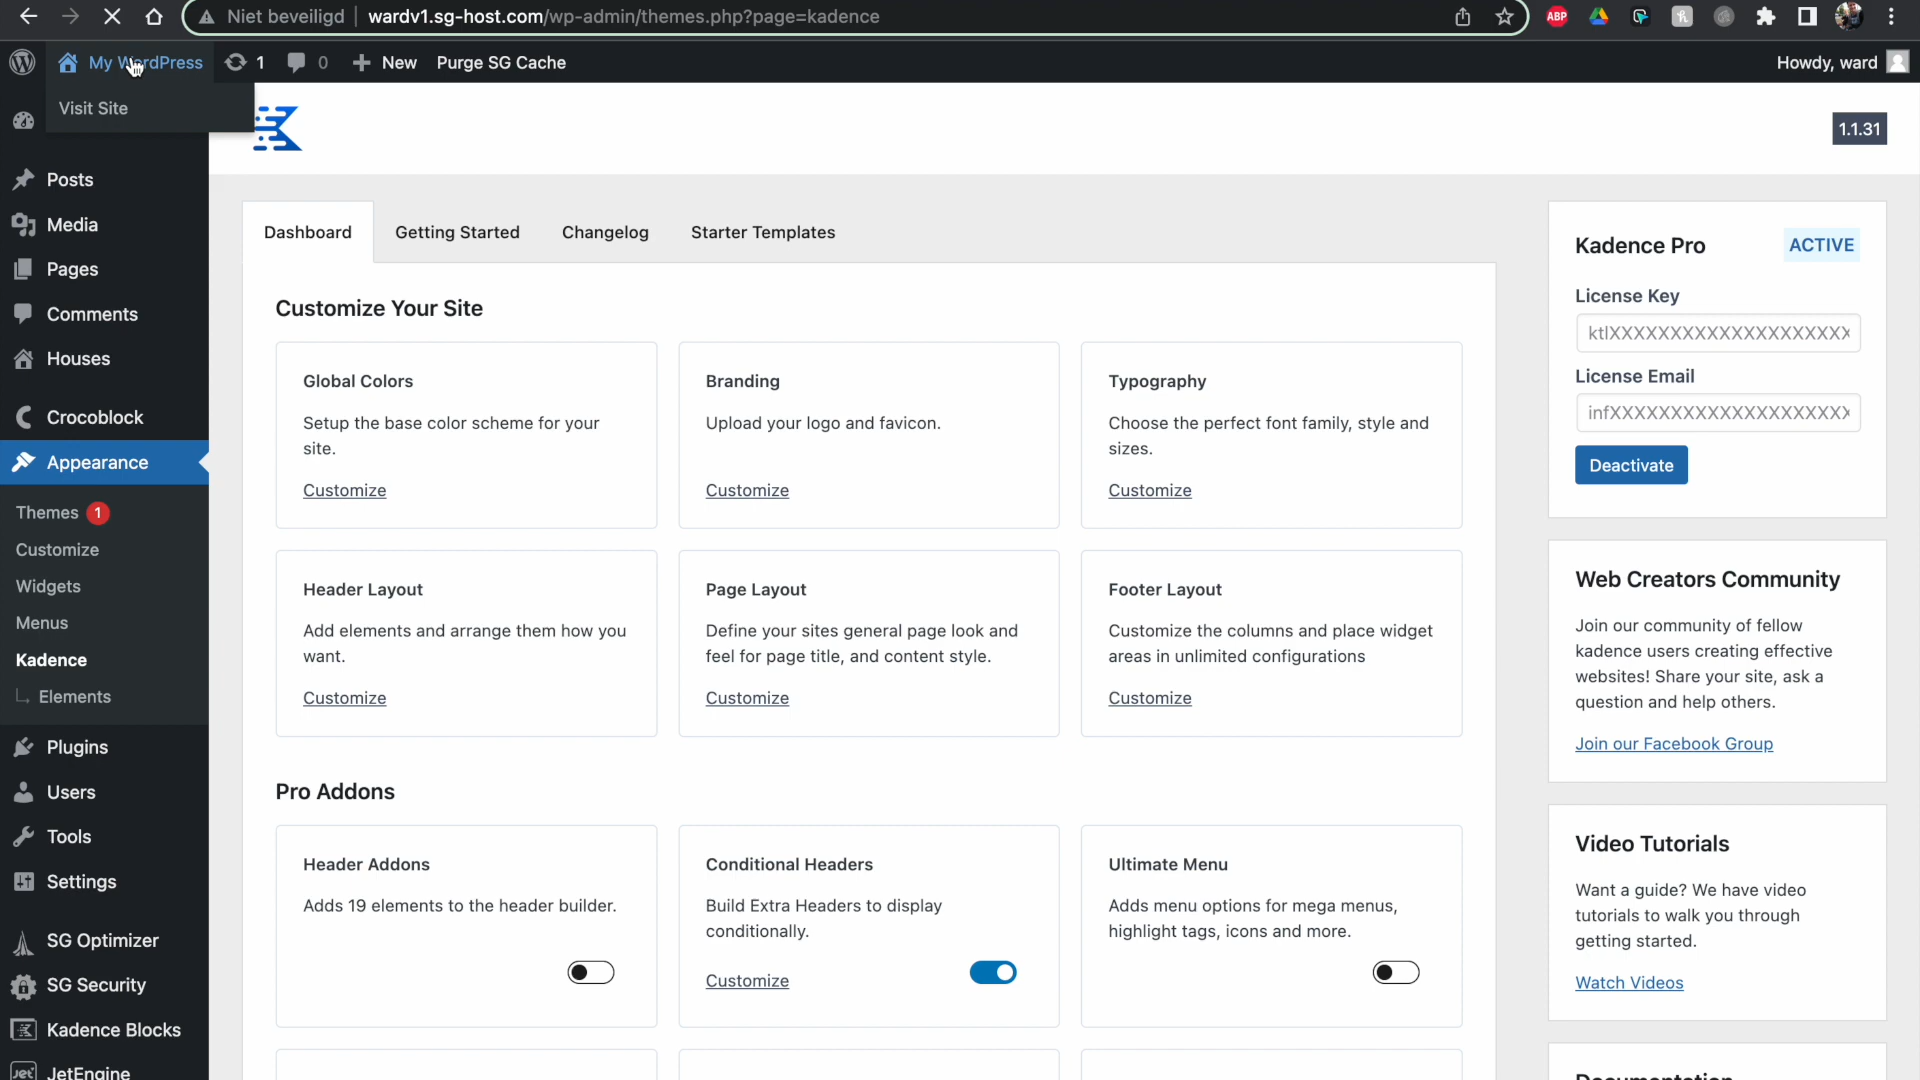 Niet beveiligd
wardv1.sg-host.com/wp-admin/themes.php?page=kadence
ABP
My WordPress
1
0
New
Purge SG Cache
Howdy, ward
Visit Site
1.1.31
Posts
Media
Pages
Comments
Houses
Crocoblock
Appearance
Themes 1
Customize
Widgets
Menus
Kadence
Elements
Plugins
Users
Tools
Settings
SG Optimizer
SG Security
Kadence Blocks
JetEngine
Dashboard
Getting Started
Changelog
Starter Templates
Customize Your Site
Global Colors
Setup the base color scheme for your
site.
Customize
Branding
Upload your logo and favicon.
Customize
Typography
Choose the perfect font family, style and
sizes.
Customize
Header Layout
Add elements and arrange them how you
want.
Customize
Page Layout
Define your sites general page look and
feel for page title, and content style.
Customize
Footer Layout
Customize the columns and place widget
areas in unlimited configurations
Customize
Pro Addons
Header Addons
Adds 19 elements to the header builder.
Conditional Headers
Build Extra Headers to display
conditionally.
Customize
Ultimate Menu
Adds menu options for mega menus,
highlight tags, icons and more.
Kadence Pro
ACTIVE
License Key
ktlXXXXXXXXXXXXXXXXXXXX
License Email
infXXXXXXXXXXXXXXXXXXXX
Deactivate
Web Creators Community
Join our community of fellow
kadence users creating effective
websites! Share your site, ask a
question and help others.
Join our Facebook Group
Video Tutorials
Want a guide? We have video
tutorials to walk you through
getting started.
Watch Videos
Documentation